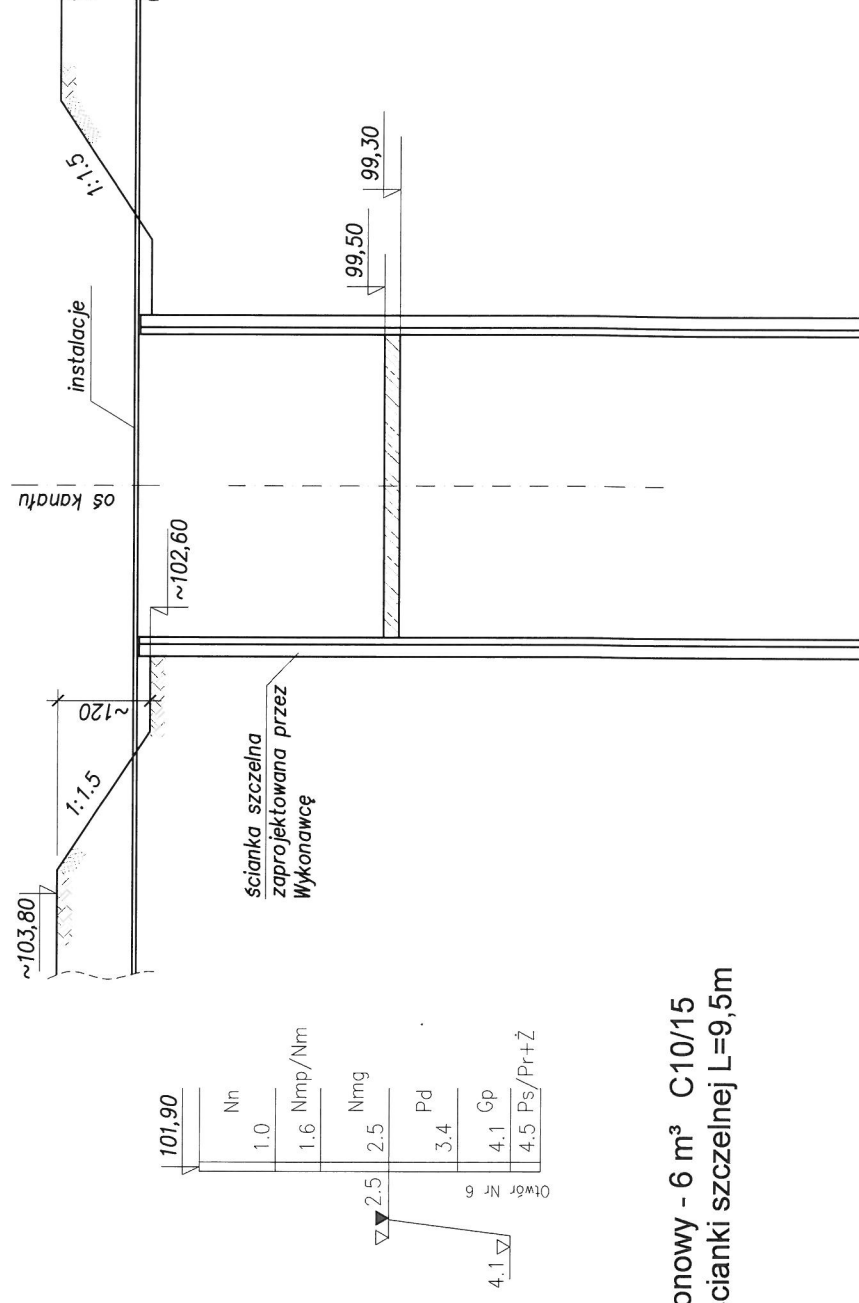 ~103,80
1:1.5
~120
~102,60
oś kanału
instalacje
1:1.5
99,50
99,30
ścianka szczelna
zaprojektowana przez
Wykonawcę
101,90
Nn
1.0
1.6 Nmp/Nm
Nmg
2.5 2.5
Pd
3.4
Gp
4.1 4.1
4.5 Ps/Pr+Ż
Otwór Nr 6
onowy - 6 m³ C10/15
cianki szczelnej L=9,5m